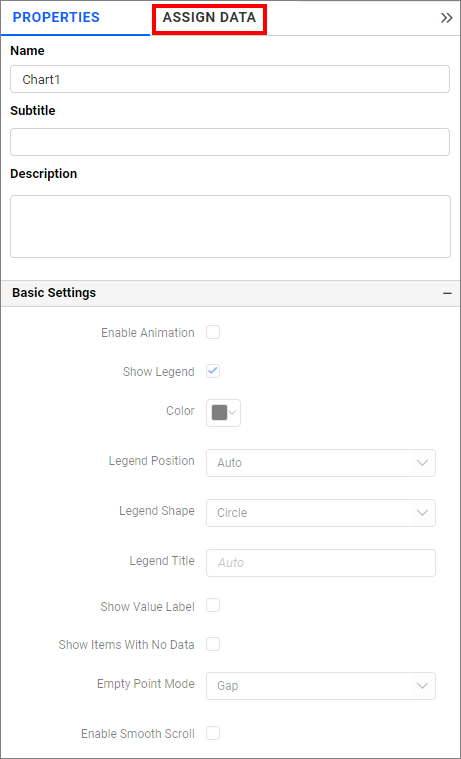 PROPERTIES ASSIGN DATA
Name
Chart1
Subtitle
Description
Basic Settings
Enable Animation
Show Legend
Color
Legend Position Auto
Legend Shape Circle
Legend Title Auto
Show Value Label
Show Items With No Data
Empty Point Mode Gap
Enable Smooth Scroll